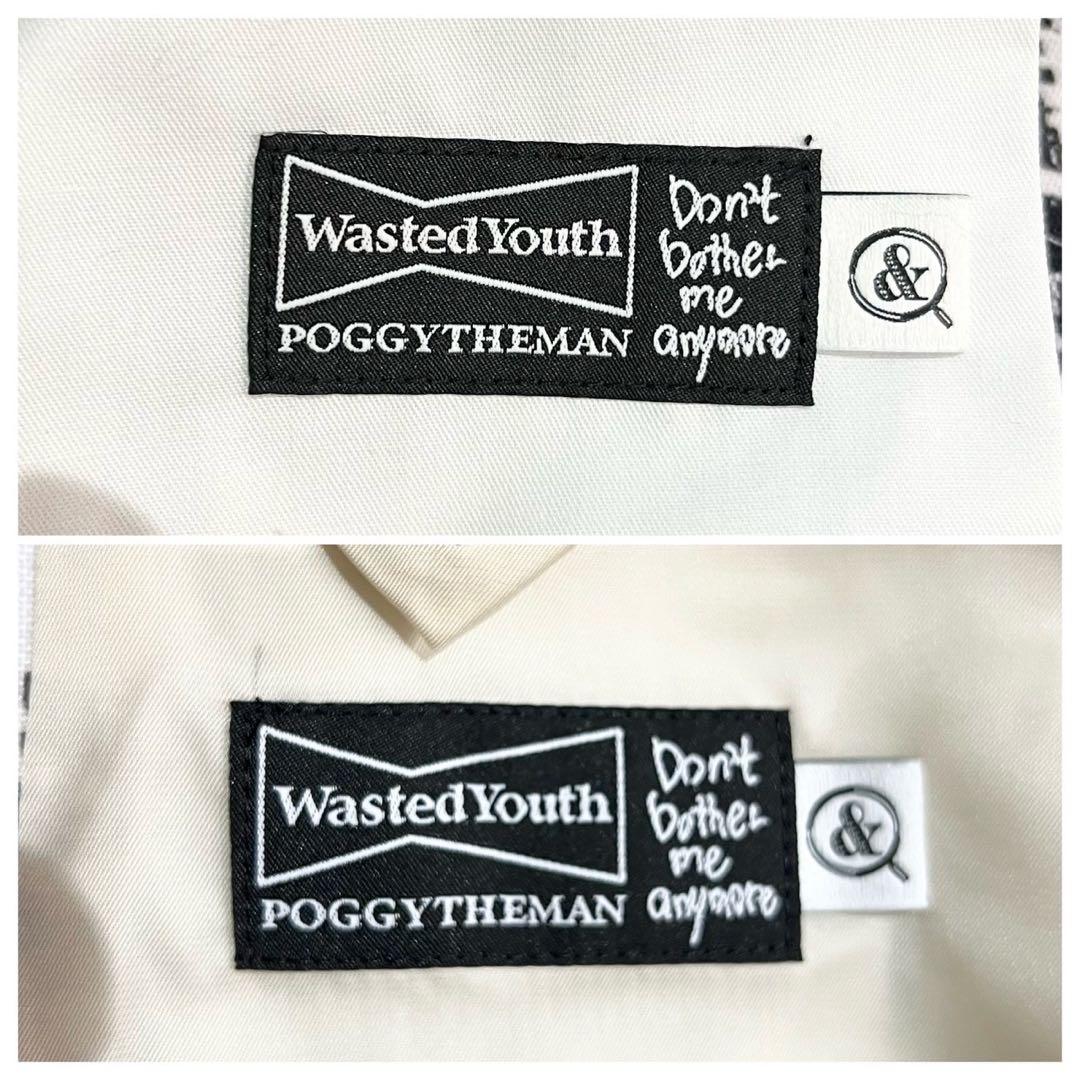 Wasted Youth
POGGYTHEMAN
Don't
bother
me
anymore
&
Wasted Youth
POGGYTHEMAN
Don't
bother
me
anymore
&